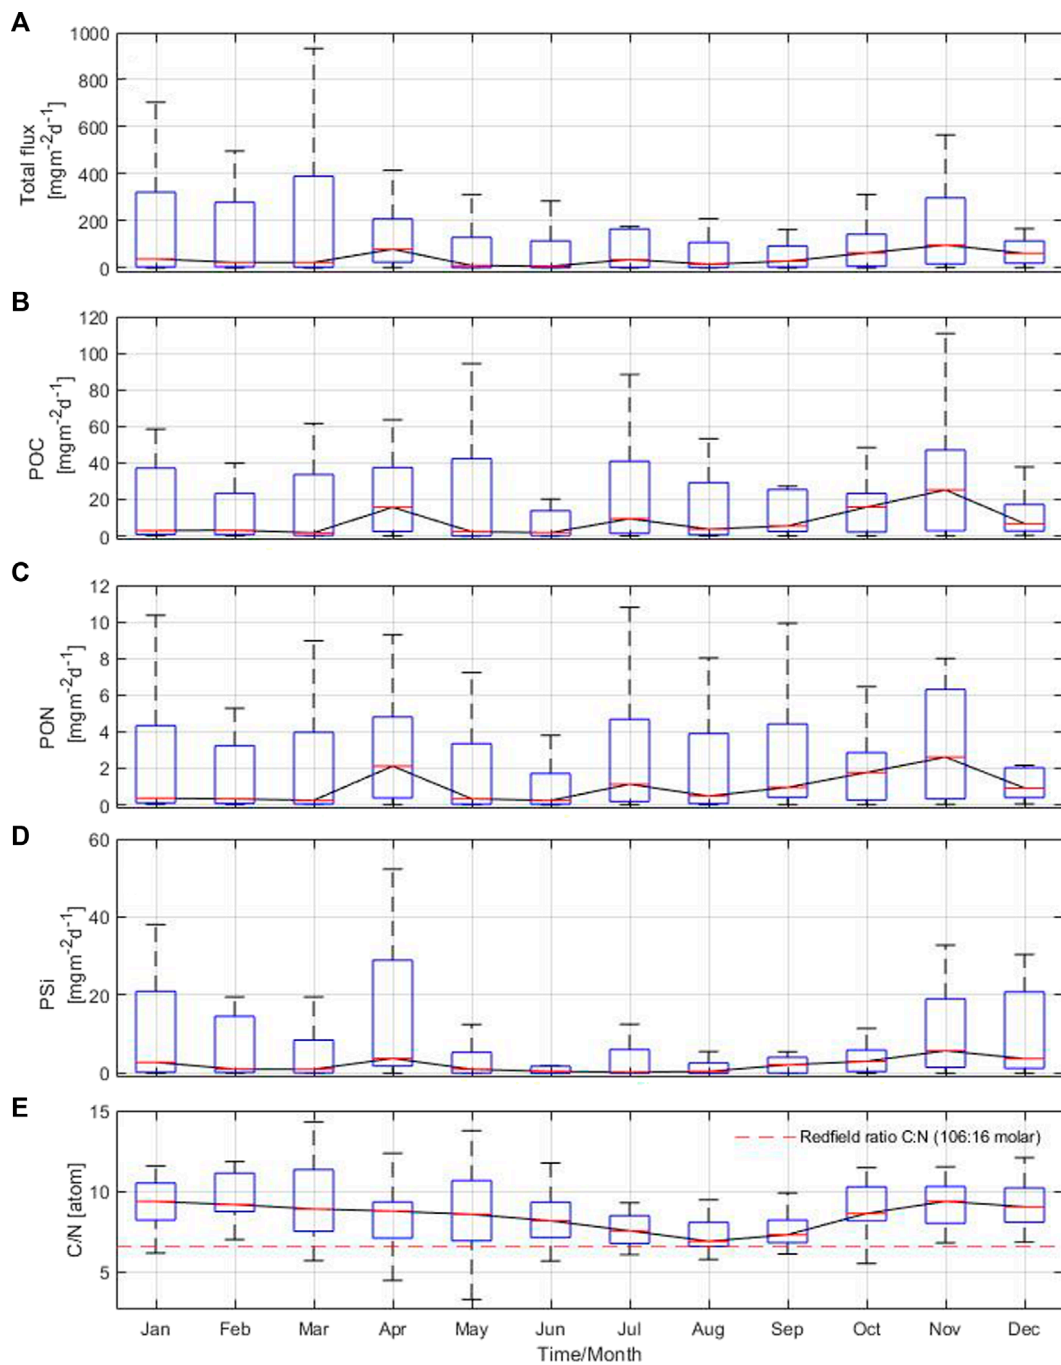 A
1000
800
600
400
200
0
Total flux
[mgm-2d-1]
B
120
100
80
60
40
20
0
POC
[mgm-2d-1]
C
12
10
8
6
4
2
0
PON
[mgm-2d-1]
D
60
40
20
0
PSi
[mgm-2d-1]
E
15
10
5
C/N [atom]
Redfield ratio C:N (106:16 molar)
Jan Feb Mar Apr May Jun Jul Aug Sep Oct Nov Dec
Time/Month